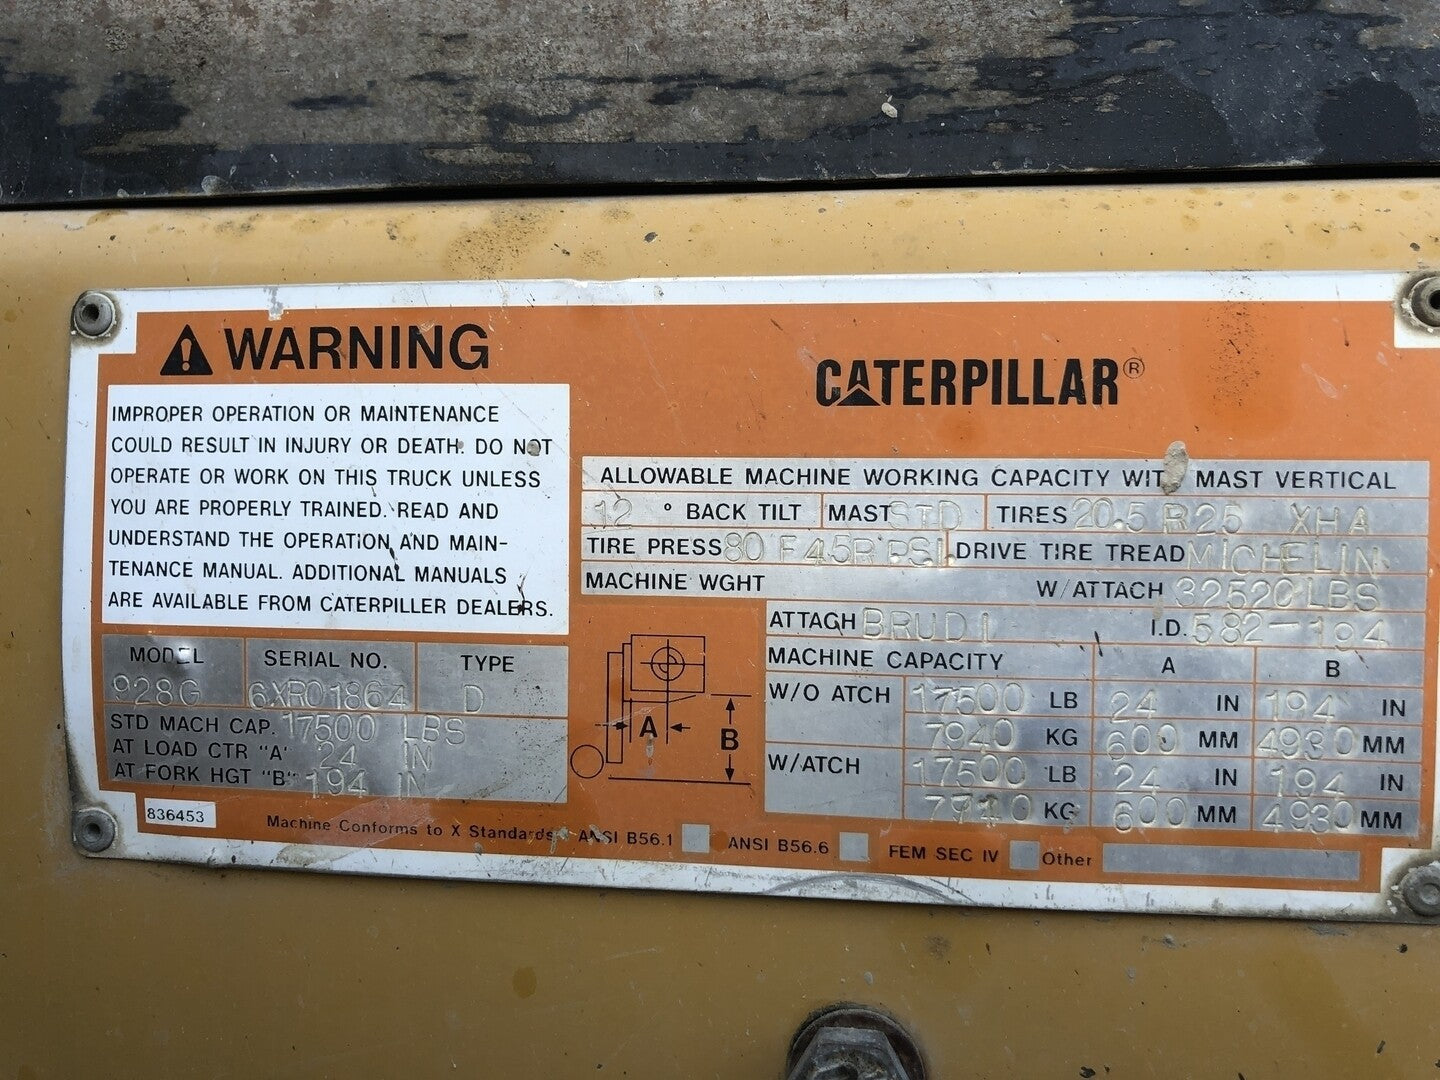 WARNING
IMPROPER OPERATION OR MAINTENANCE
COULD RESULT IN INJURY OR DEATH. DO NOT
OPERATE OR WORK ON THIS TRUCK UNLESS
YOU ARE PROPERLY TRAINED. READ AND
UNDERSTAND THE OPERATION AND MAIN-
TENANCE MANUAL. ADDITIONAL MANUALS
ARE AVAILABLE FROM CATERPILLER DEALERS.
MODEL SERIAL NO. TYPE
928G 6XR01864 D
STD MACH CAP. 17500 LBS
AT LOAD CTR "A" 24 IN
AT FORK HGT "B" 194 IN
836453
CATERPILLAR®
ALLOWABLE MACHINE WORKING CAPACITY WITH MAST VERTICAL
12 ° BACK TILT MAST STD TIRES 20.5 R25 XHA
TIRE PRESS 80 F 45R PSI DRIVE TIRE TREAD MICHELIN
MACHINE WGHT W/ATTACH 32520 LBS
ATTACH BRUDI I.D. 582-194
MACHINE CAPACITY A B
W/O ATCH 17500 LB 24 IN 194 IN
7940 KG 600 MM 4930 MM
W/ATCH 17500 LB 24 IN 194 IN
7940 KG 600 MM 4930 MM
A B
Machine Conforms to X Standards ANSI B56.1 ANSI B56.6 FEM SEC IV Other